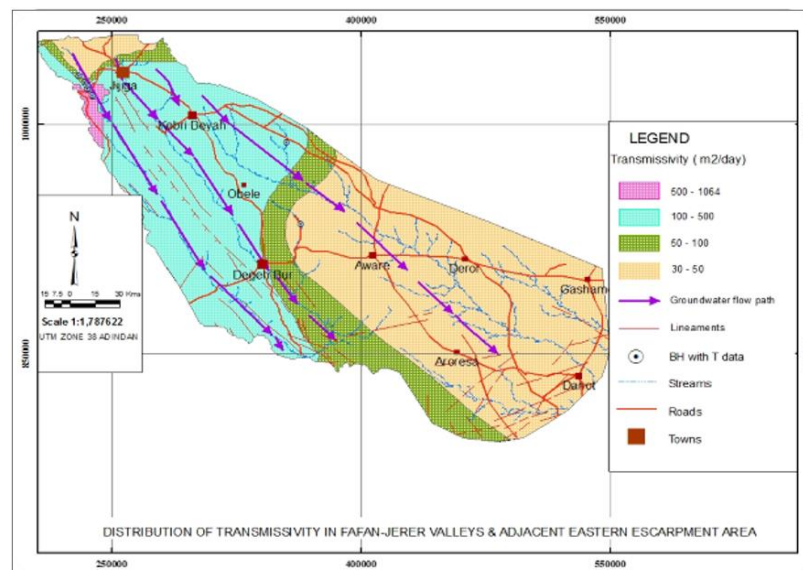 250000 400000 550000
1000000
850000
Jijiga
Kobri Beyah
Obele
Degeh Bur
Aware
Deror
Gashamo
Aroresa
Danot
N
15 7.5 0 15 30 Kms
Scale 1:1,787622
UTM ZONE 38 ADINDAN
LEGEND
Transmissivity ( m2/day)
500 - 1064
100 - 500
50 - 100
30 - 50
Groundwater flow path
Lineaments
BH with T data
Streams
Roads
Towns
1000000
850000
DISTRIBUTION OF TRANSMISSIVITY IN FAFAN-JERER VALLEYS & ADJACENT EASTERN ESCARPMENT AREA
250000 400000 550000